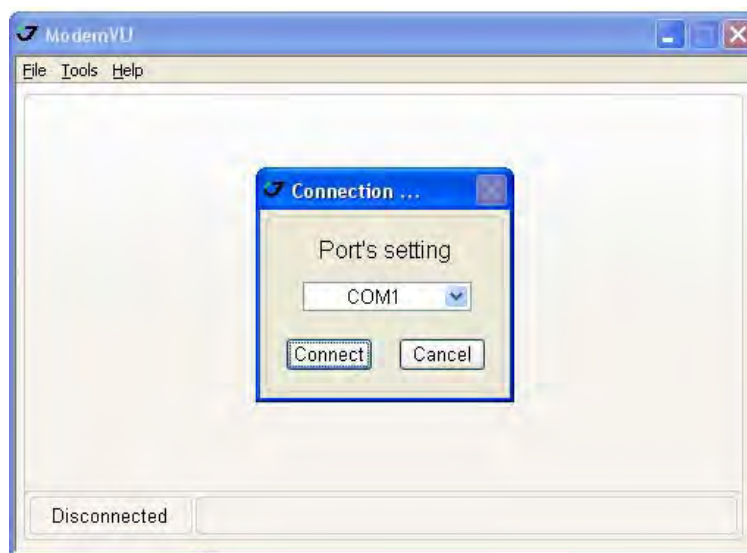 ModemVU
File Tools Help
Connection ...
Port's setting
COM1
Connect Cancel
Disconnected